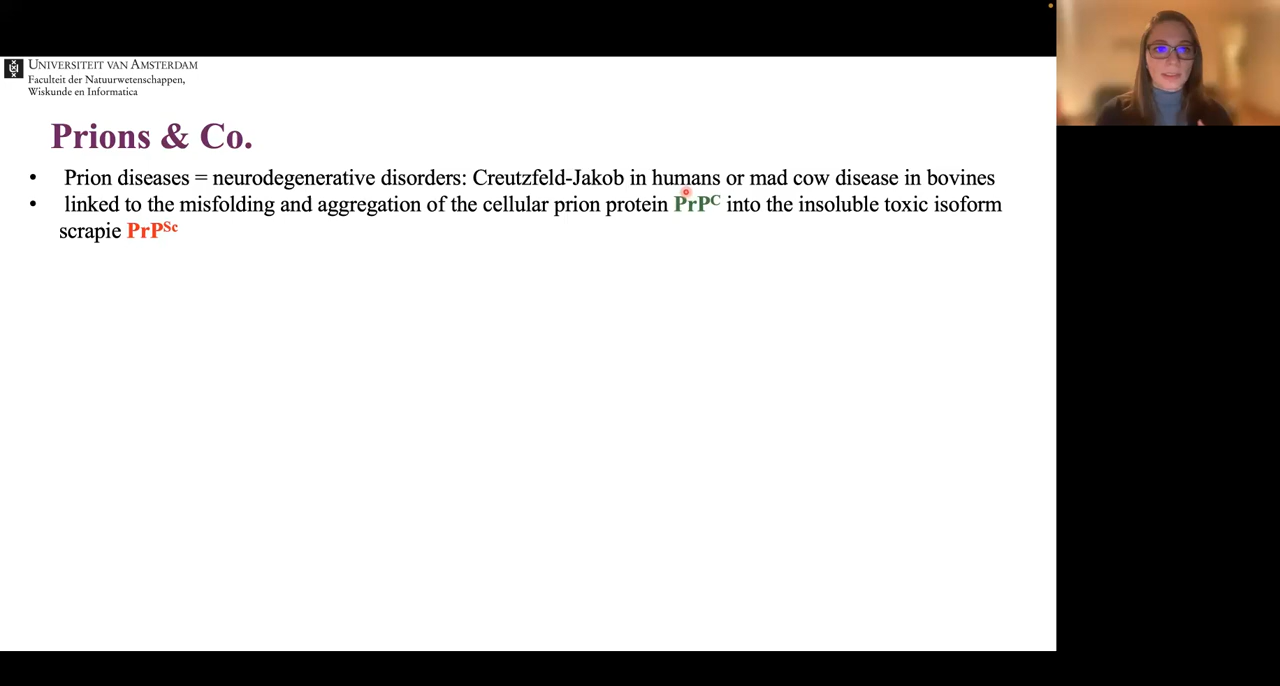 UNIVERSITEIT VAN AMSTERDAM
Faculteit der Natuurwetenschappen,
Wiskunde en Informatica
Prions & Co.
• Prion diseases = neurodegenerative disorders: Creutzfeld-Jakob in humans or mad cow disease in bovines
• linked to the misfolding and aggregation of the cellular prion protein PrPᶜ into the insoluble toxic isoform
scrapie PrPˢᶜ